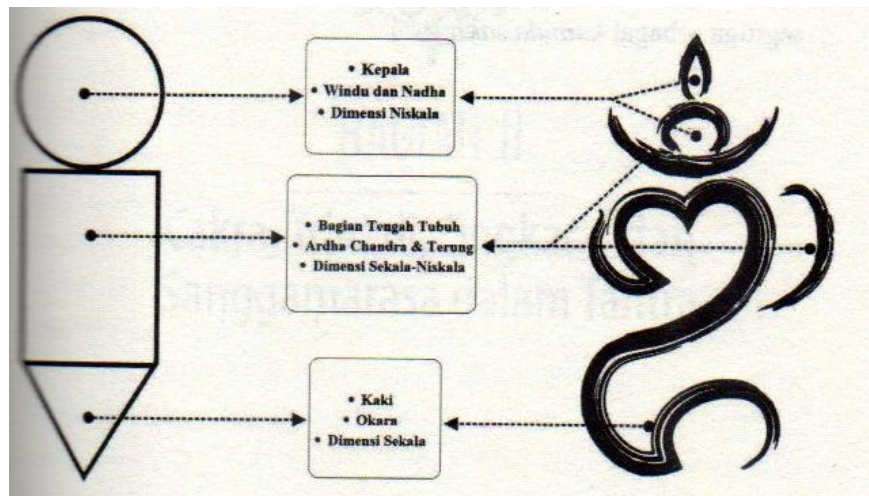 • Kepala
• Windu dan Nadha
• Dimensi Niskala
• Bagian Tengah Tubuh
• Ardha Chandra & Terung
• Dimensi Sekala-Niskala
• Kaki
• Okara
• Dimensi Sekala